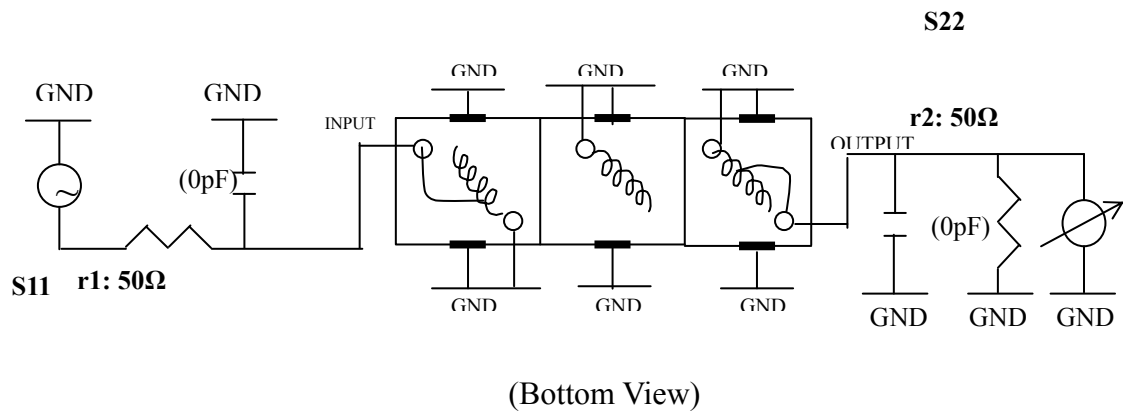 S22
GND
GND
GND
GND
GND
INPUT
r2: 50Ω
OUTPUT
(0pF)
(0pF)
S11
r1: 50Ω
GND
GND
GND
GND
GND
GND
(Bottom View)